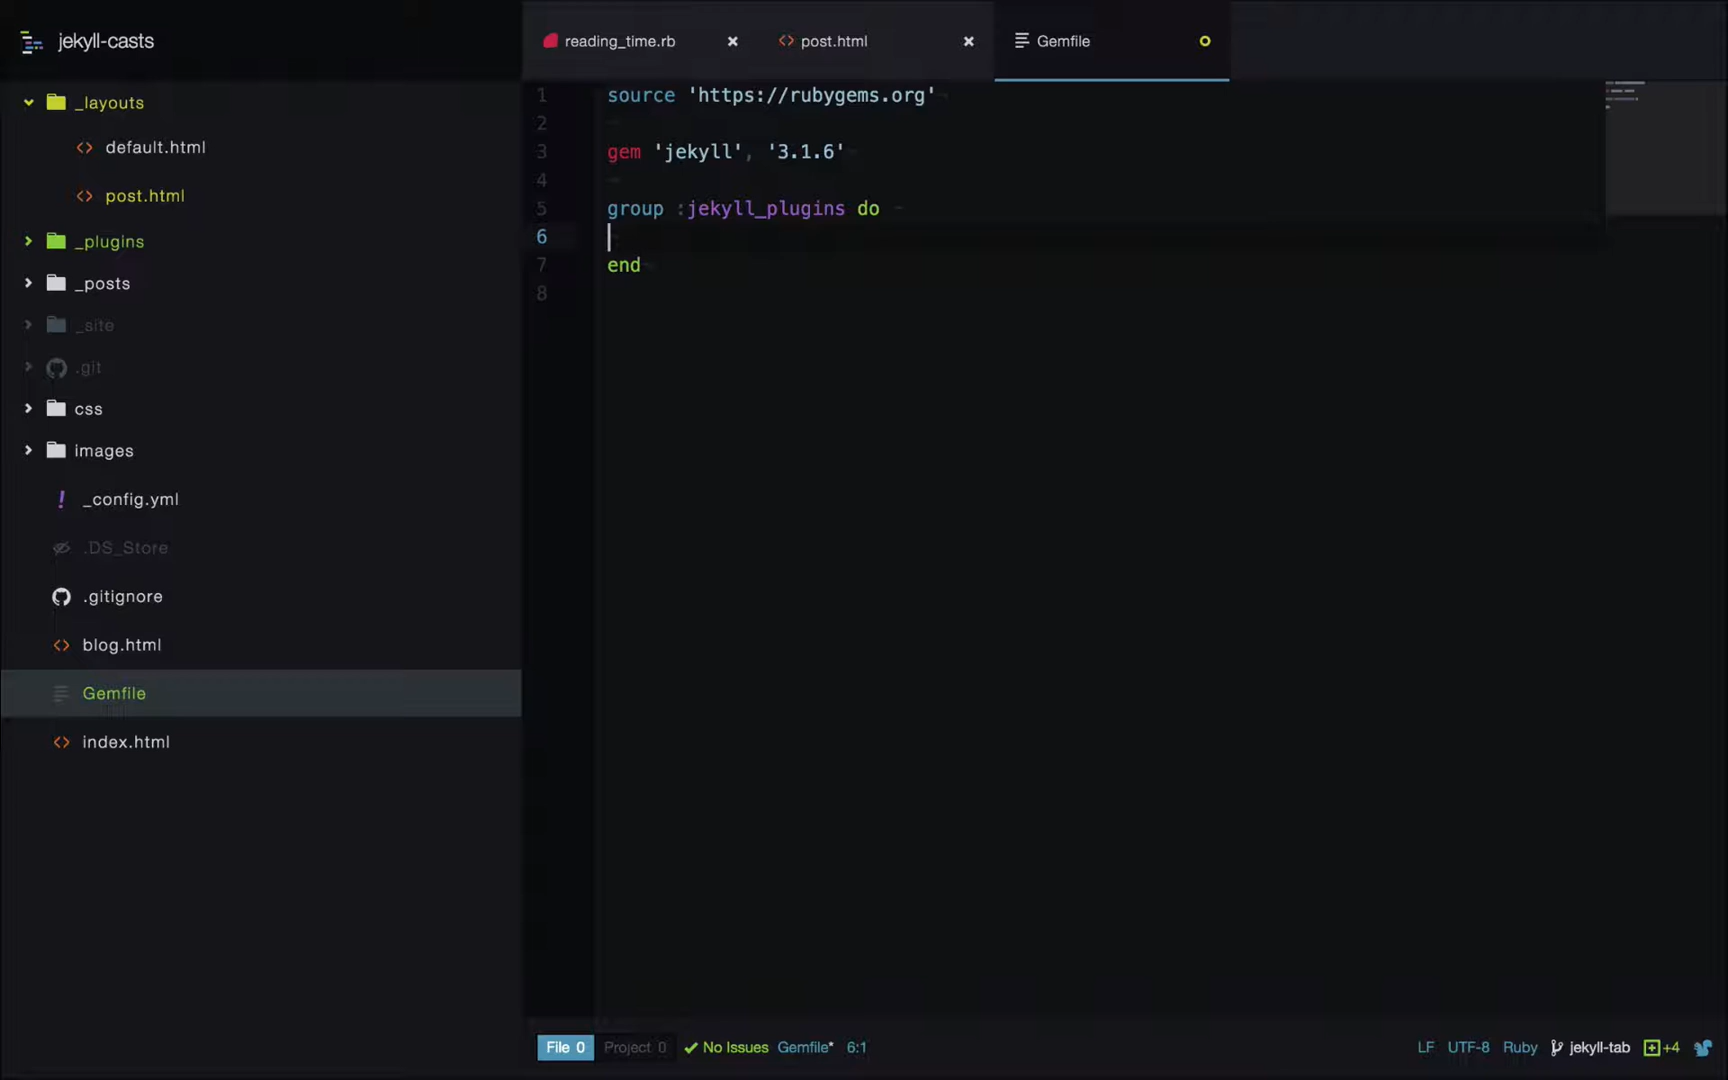 jekyll-casts
reading_time.rb
post.html
Gemfile
_layouts
default.html
post.html
_plugins
_posts
_site
.git
css
images
_config.yml
.DS_Store
.gitignore
blog.html
Gemfile
index.html
1 source 'https://rubygems.org'
2
3 gem 'jekyll', '3.1.6'
4
5 group :jekyll_plugins do
6
7 end
8
File 0 Project 0 No Issues Gemfile* 6:1
LF UTF-8 Ruby jekyll-tab +4